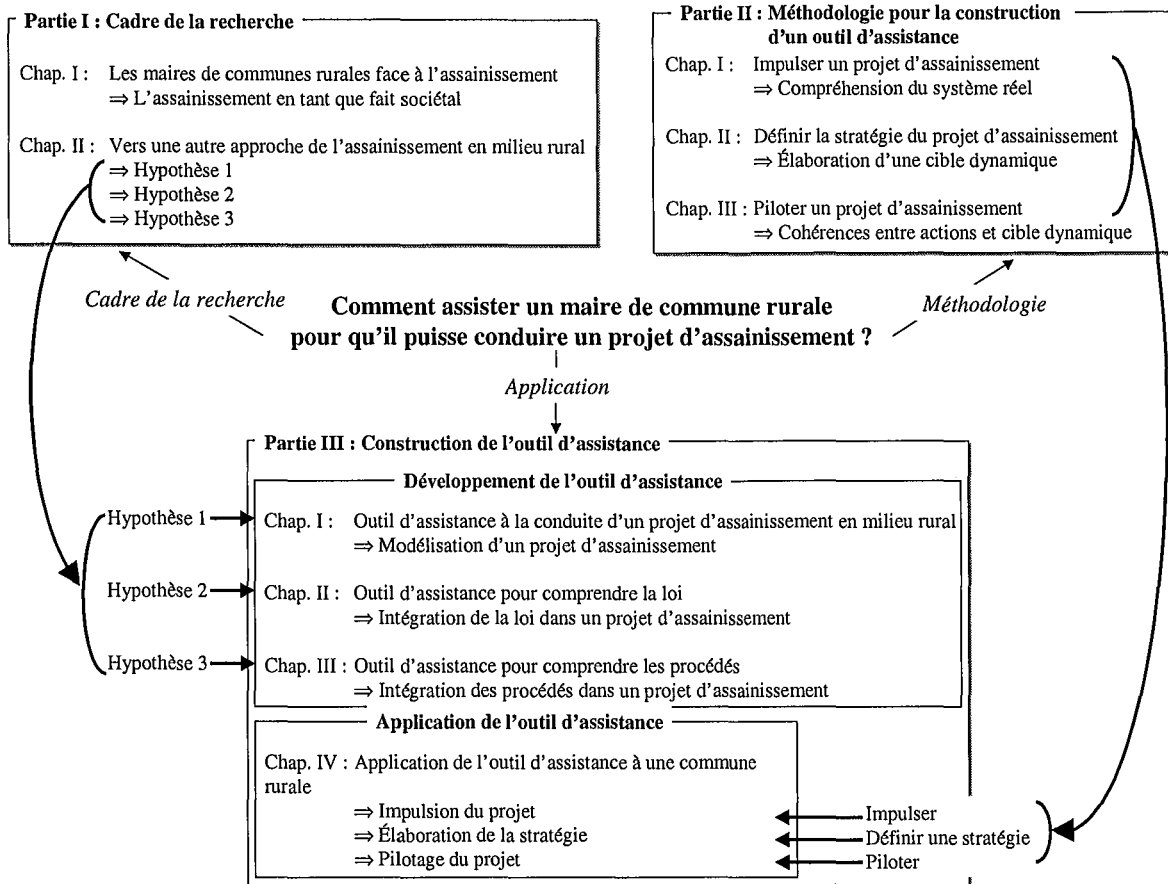 Partie I : Cadre de la recherche
Chap. I : Les maires de communes rurales face à l'assainissement
⇒ L'assainissement en tant que fait sociétal
Chap. II : Vers une autre approche de l'assainissement en milieu rural
⇒ Hypothèse 1
⇒ Hypothèse 2
⇒ Hypothèse 3
Partie II : Méthodologie pour la construction
d'un outil d'assistance
Chap. I : Impulser un projet d'assainissement
⇒ Compréhension du système réel
Chap. II : Définir la stratégie du projet d'assainissement
⇒ Élaboration d'une cible dynamique
Chap. III : Piloter un projet d'assainissement
⇒ Cohérences entre actions et cible dynamique
Cadre de la recherche
Méthodologie
Comment assister un maire de commune rurale
pour qu'il puisse conduire un projet d'assainissement ?
Application
Partie III : Construction de l'outil d'assistance
Développement de l'outil d'assistance
Hypothèse 1
Chap. I : Outil d'assistance à la conduite d'un projet d'assainissement en milieu rural
⇒ Modélisation d'un projet d'assainissement
Hypothèse 2
Chap. II : Outil d'assistance pour comprendre la loi
⇒ Intégration de la loi dans un projet d'assainissement
Hypothèse 3
Chap. III : Outil d'assistance pour comprendre les procédés
⇒ Intégration des procédés dans un projet d'assainissement
Application de l'outil d'assistance
Chap. IV : Application de l'outil d'assistance à une commune
rurale
⇒ Impulsion du projet
⇒ Élaboration de la stratégie
⇒ Pilotage du projet
Impulser
Définir une stratégie
Piloter